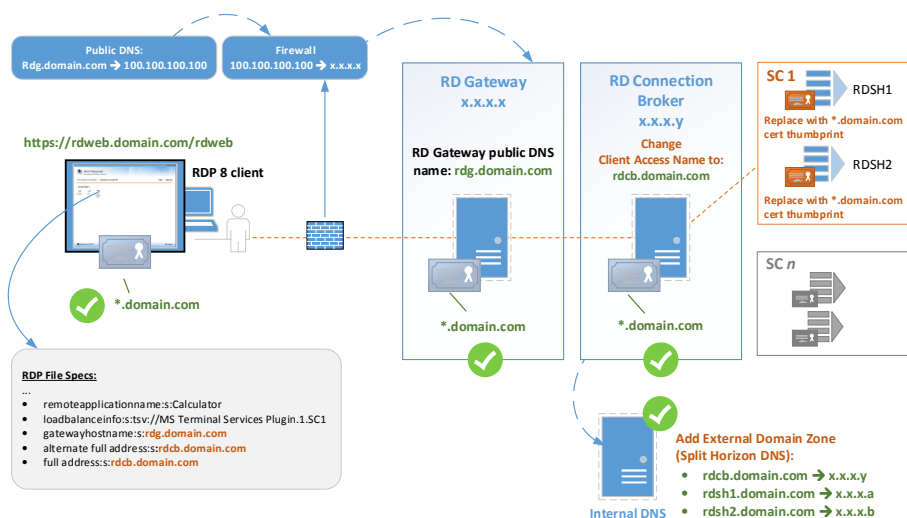 Public DNS:
Rdg.domain.com → 100.100.100.100
Firewall
100.100.100.100 → x.x.x.x
https://rdweb.domain.com/rdweb
RDP 8 client
*.domain.com
RD Gateway
x.x.x.x
RD Gateway public DNS
name: rdg.domain.com
*.domain.com
RD Connection
Broker
x.x.x.y
Change
Client Access Name to:
rdcb.domain.com
*.domain.com
SC 1
RDSH1
Replace with *.domain.com
cert thumbprint
RDSH2
Replace with *.domain.com
cert thumbprint
SC n
RDP File Specs:
...
• remoteapplicationname:s:Calculator
• loadbalanceinfo:s:tsv://MS Terminal Services Plugin.1.SC1
• gatewayhostname:s:rdg.domain.com
• alternate full address:s:rdcb.domain.com
• full address:s:rdcb.domain.com
Internal DNS
Add External Domain Zone
(Split Horizon DNS):
• rdcb.domain.com → x.x.x.y
• rdsh1.domain.com → x.x.x.a
• rdsh2.domain.com → x.x.x.b